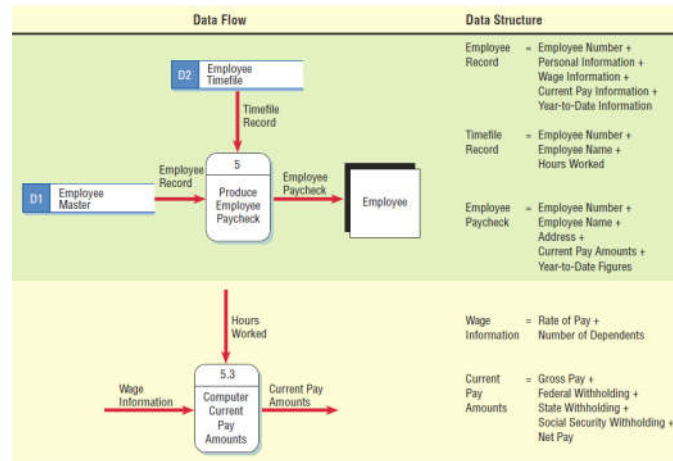 Data Flow
Data Structure
D2 Employee
Timefile
Timefile
Record
D1 Employee
Master
Employee
Record
5
Produce
Employee
Paycheck
Employee
Paycheck
Employee
Employee = Employee Number +
Record Personal Information +
Wage Information +
Current Pay Information +
Year-to-Date Information
Timefile = Employee Number +
Record Employee Name +
Hours Worked
Employee = Employee Number +
Paycheck Employee Name +
Address +
Current Pay Amounts +
Year-to-Date Figures
Hours
Worked
Wage
Information
5.3
Computer
Current
Pay
Amounts
Current Pay
Amounts
Wage = Rate of Pay +
Information Number of Dependents
Current = Gross Pay +
Pay Federal Withholding +
Amounts State Withholding +
Social Security Withholding +
Net Pay